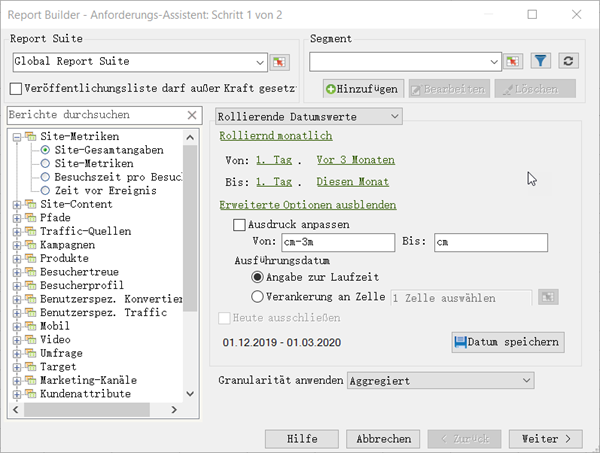 Report Builder - Anforderungs-Assistent: Schritt 1 von 2
Report Suite
Global Report Suite
Veröffentlichungsliste darf außer Kraft gesetzt
Segment
Hinzufügen
Bearbeiten
Löschen
Berichte durchsuchen
Site-Metriken
Site-Gesamtangaben
Site-Metriken
Besuchszeit pro Besuc
Zeit vor Ereignis
Site-Content
Pfade
Traffic-Quellen
Kampagnen
Produkte
Besuchertreue
Besucherprofil
Benutzerspez. Konvertier
Benutzerspez. Traffic
Mobil
Video
Umfrage
Target
Marketing-Kanäle
Kundenattribute
Rollierende Datumswerte
Rollierend monatlich
Von: 1. Tag . Vor 3 Monaten
Bis: 1. Tag . Diesen Monat
Erweiterte Optionen ausblenden
Ausdruck anpassen
Von: cm-3m Bis: cm
Ausführungsdatum
Angabe zur Laufzeit
Verankerung an Zelle 1 Zelle auswählen
Heute ausschließen
01.12.2019 - 01.03.2020
Datum speichern
Granularität anwenden Aggregiert
Hilfe
Abbrechen
< Zurück
Weiter >